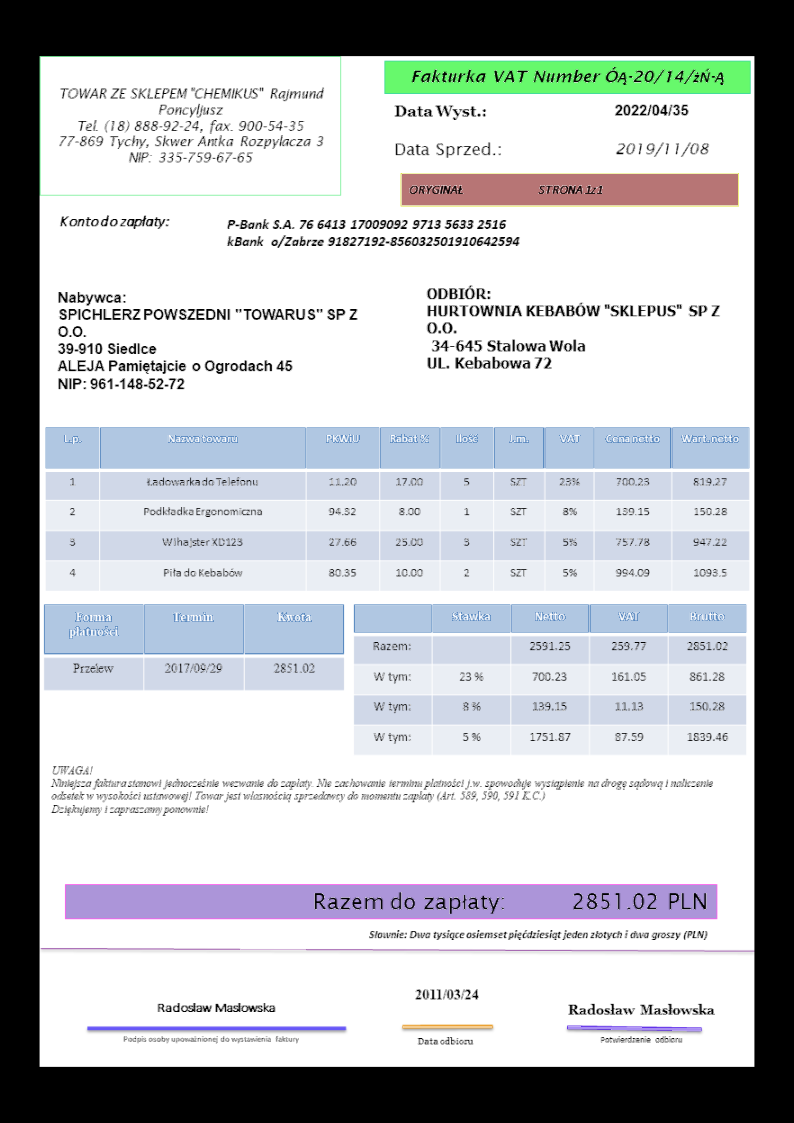 TOWAR ZE SKLEPEM "CHEMIKUS" Rajmund
Poncyljusz
Tel. (18) 888-92-24, fax. 900-54-35
77-869 Tychy, Skwer Antka Rozpylacza 3
NIP: 335-759-67-65
Fakturka VAT Number ÓĄ-20/14/żŃ-Ą
Data Wyst.: 2022/04/35
Data Sprzed.: 2019/11/08
ORYGINAŁ STRONA 1z1
Konto do zapłaty: P-Bank S.A. 76 6413 17009092 9713 5633 2516
kBank o/Zabrze 91827192-856032501910642594
Nabywca:
SPICHLERZ POWSZEDNI "TOWARUS" SP Z
O.O.
39-910 Siedlce
ALEJA Pamiętajcie o Ogrodach 45
NIP: 961-148-52-72
ODBIÓR:
HURTOWNIA KEBABÓW "SKLEPUS" SP Z
O.O.
34-645 Stalowa Wola
UL. Kebabowa 72
L.p. Nazwa towaru PKWiU Rabat % Ilość J.m. VAT Cena netto Wart. netto
1 Ładowarka do Telefonu 11.20 17.00 5 SZT 23% 700.23 819.27
2 Podkładka Ergonomiczna 94.32 8.00 1 SZT 8% 139.15 150.28
3 Wihajster XD123 27.66 25.00 3 SZT 5% 757.78 947.22
4 Piła do Kebabów 80.35 10.00 2 SZT 5% 994.09 1093.5
Forma płatności Termin Kwota
Przelew 2017/09/29 2851.02
Stawka Netto VAT Brutto
Razem: 2591.25 259.77 2851.02
W tym: 23 % 700.23 161.05 861.28
W tym: 8 % 139.15 11.13 150.28
W tym: 5 % 1751.87 87.59 1839.46
UWAGA!
Niniejsza faktura stanowi jednocześnie wezwanie do zapłaty. Nie zachowanie terminu płatności j.w. spowoduje wystąpienie na drogę sądową i naliczenie
odsetek w wysokości ustawowej! Towar jest własnością sprzedawcy do momentu zapłaty (Art. 589, 590, 591 K.C.)
Dziękujemy i zapraszamy ponownie!
Razem do zapłaty: 2851.02 PLN
Słownie: Dwa tysiące osiemset pięćdziesiąt jeden złotych i dwa groszy (PLN)
Radosław Masłowska
Podpis osoby upoważnionej do wystawienia faktury
2011/03/24
Data odbioru
Radosław Masłowska
Potwierdzenie odbioru